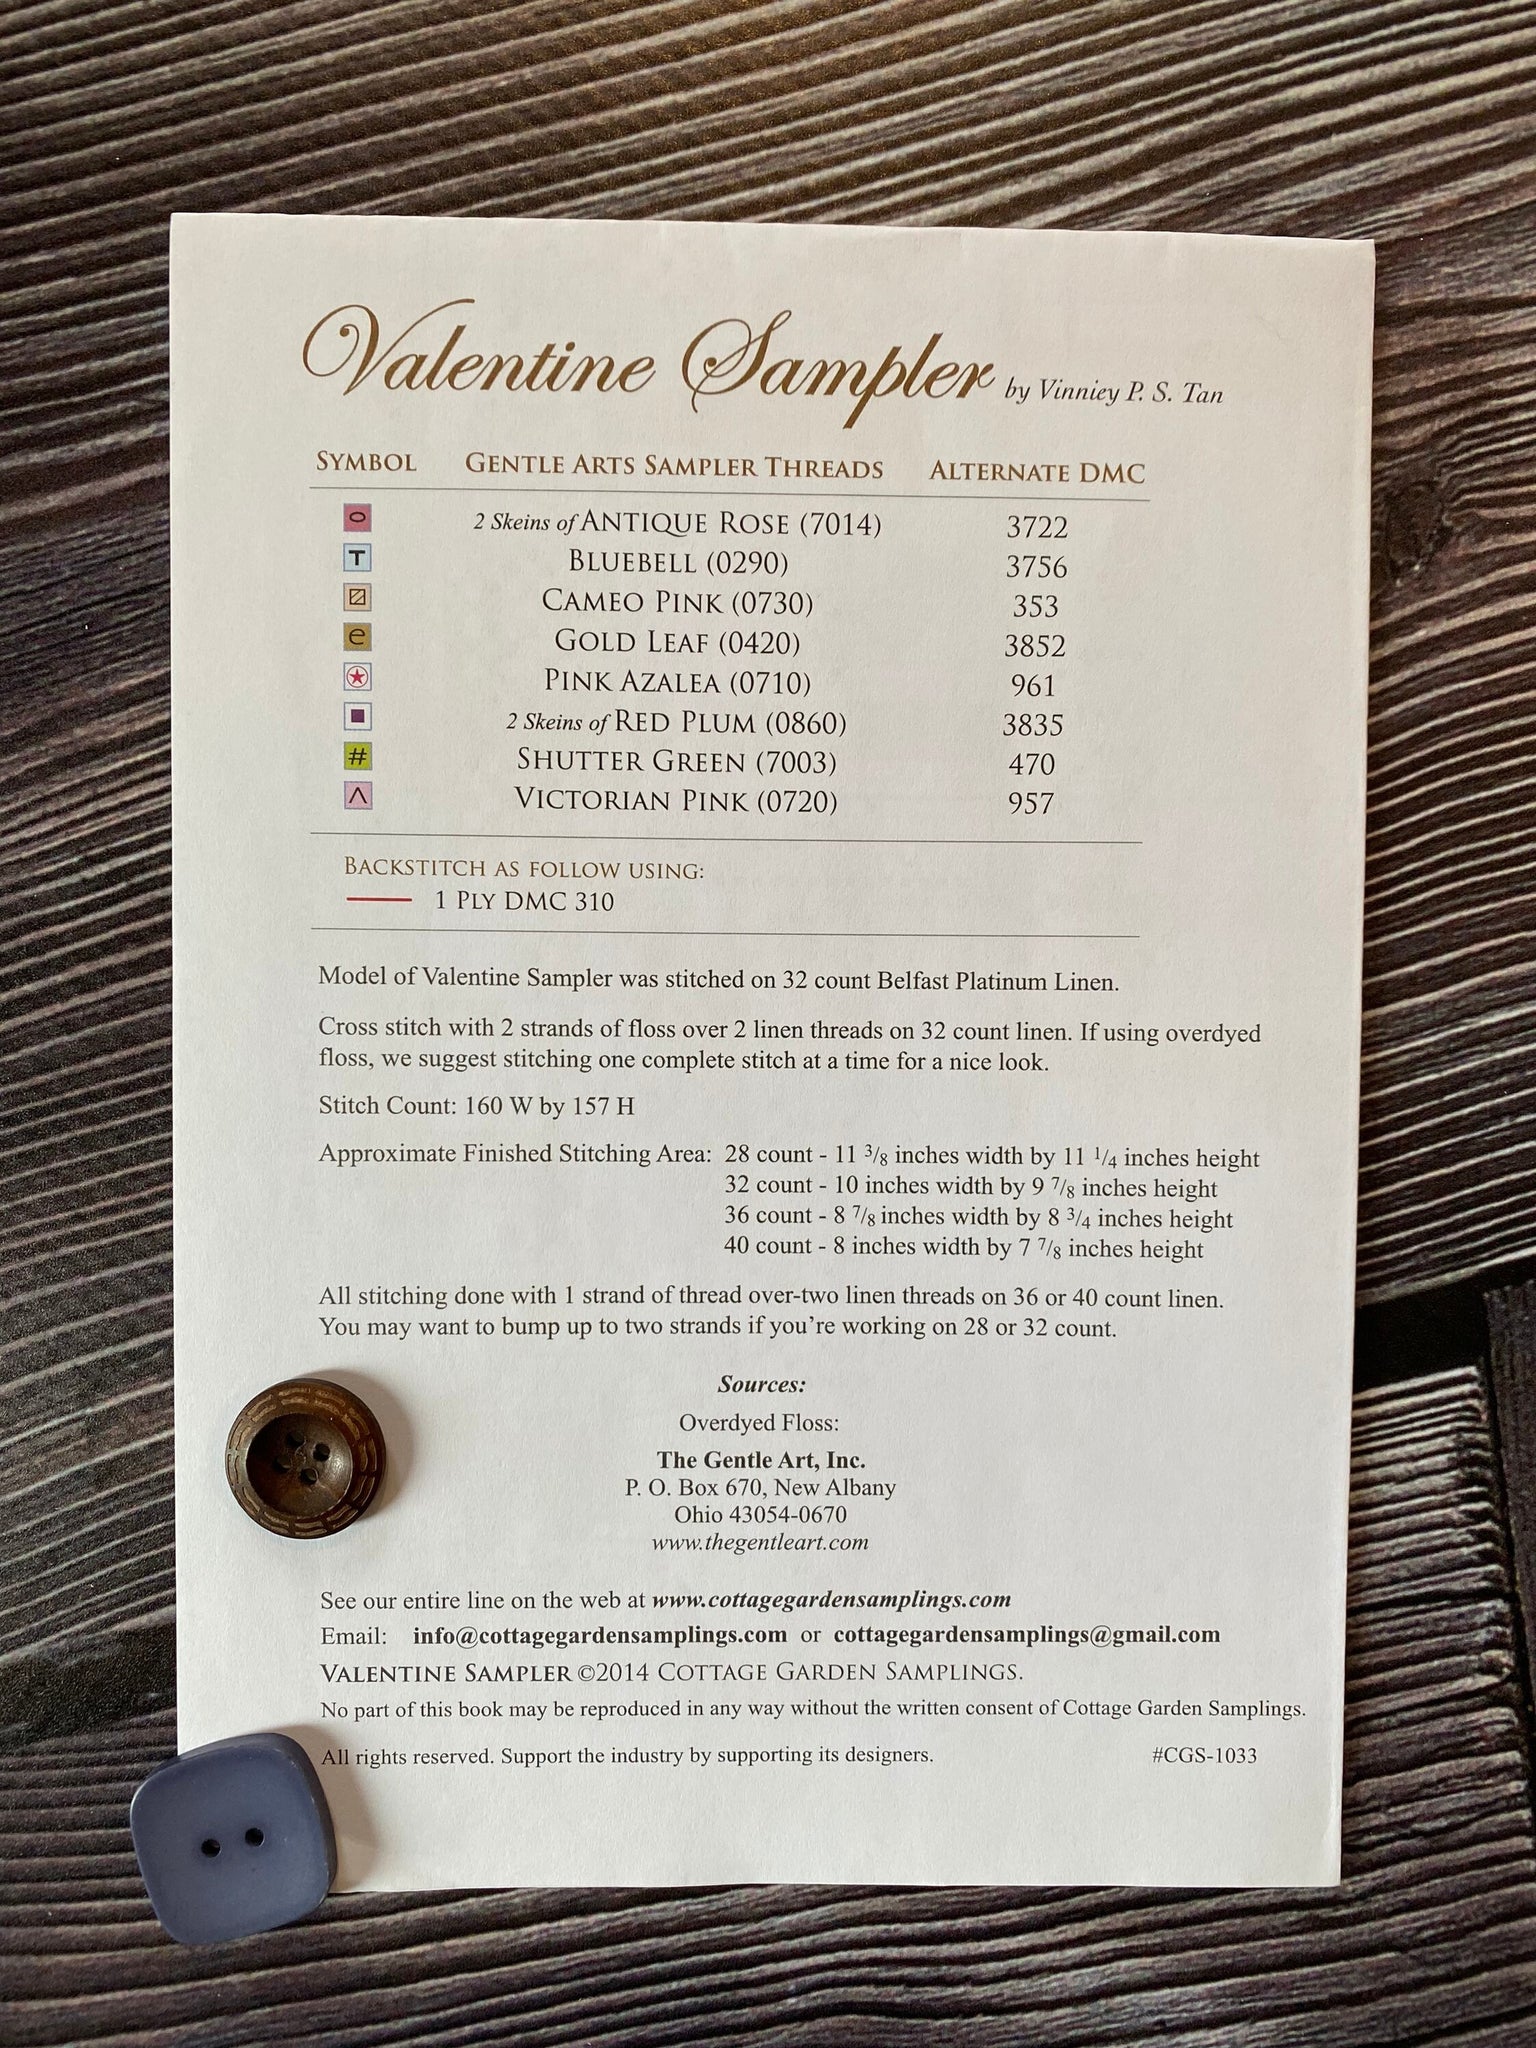 Valentine Sampler by Vinniey P. S. Tan
SYMBOL GENTLE ARTS SAMPLER THREADS ALTERNATE DMC
2 Skeins of ANTIQUE ROSE (7014) 3722
T BLUEBELL (0290) 3756
CAMEO PINK (0730) 353
e GOLD LEAF (0420) 3852
PINK AZALEA (0710) 961
2 Skeins of RED PLUM (0860) 3835
# SHUTTER GREEN (7003) 470
VICTORIAN PINK (0720) 957
BACKSTITCH AS FOLLOW USING:
1 PLY DMC 310
Model of Valentine Sampler was stitched on 32 count Belfast Platinum Linen.
Cross stitch with 2 strands of floss over 2 linen threads on 32 count linen. If using overdyed
floss, we suggest stitching one complete stitch at a time for a nice look.
Stitch Count: 160 W by 157 H
Approximate Finished Stitching Area: 28 count - 11 3/8 inches width by 11 1/4 inches height
32 count - 10 inches width by 9 7/8 inches height
36 count - 8 7/8 inches width by 8 3/4 inches height
40 count - 8 inches width by 7 7/8 inches height
All stitching done with 1 strand of thread over-two linen threads on 36 or 40 count linen.
You may want to bump up to two strands if you're working on 28 or 32 count.
Sources:
Overdyed Floss:
The Gentle Art, Inc.
P. O. Box 670, New Albany
Ohio 43054-0670
www.thegentleart.com
See our entire line on the web at www.cottagegardensamplings.com
Email: info@cottagegardensamplings.com or cottagegardensamplings@gmail.com
VALENTINE SAMPLER ©2014 COTTAGE GARDEN SAMPLINGS.
No part of this book may be reproduced in any way without the written consent of Cottage Garden Samplings.
All rights reserved. Support the industry by supporting its designers. #CGS-1033